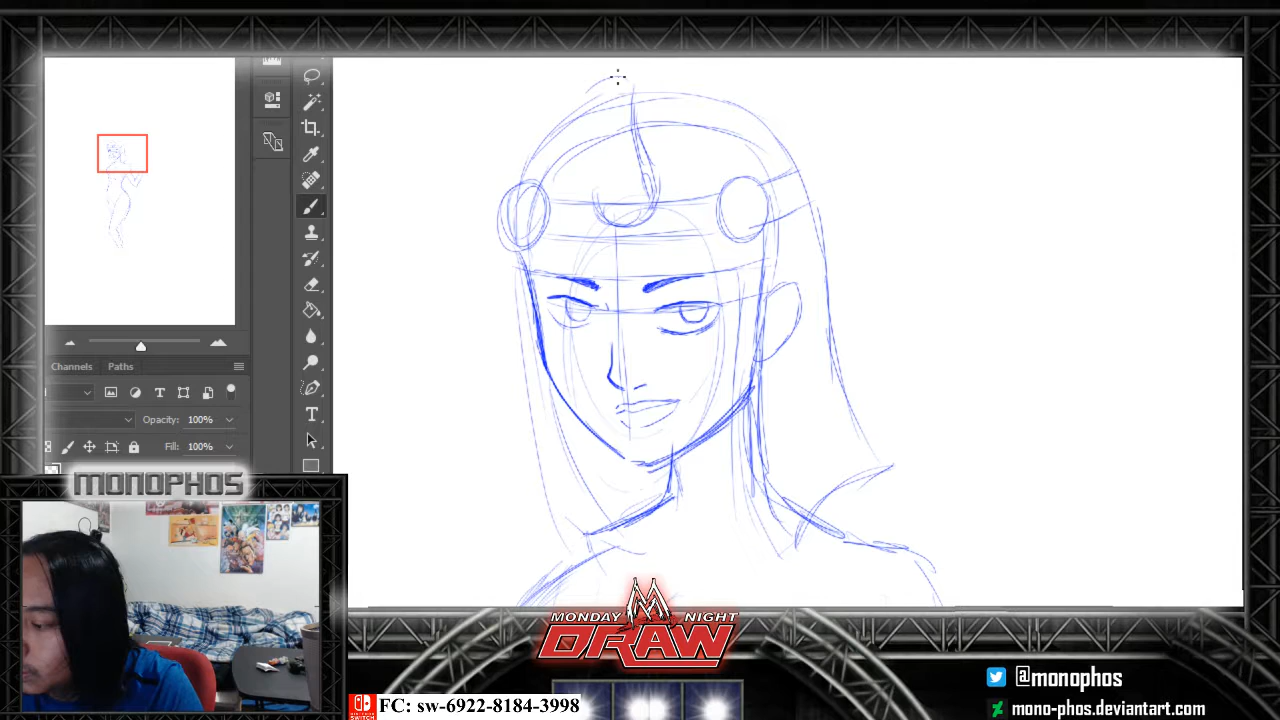 Channels Paths
Opacity: 100%
Fill: 100%
MONOPHOS
MONDAY NIGHT
DRAW
FC: sw-6922-8184-3998
@monophos
mono-phos.deviantart.com